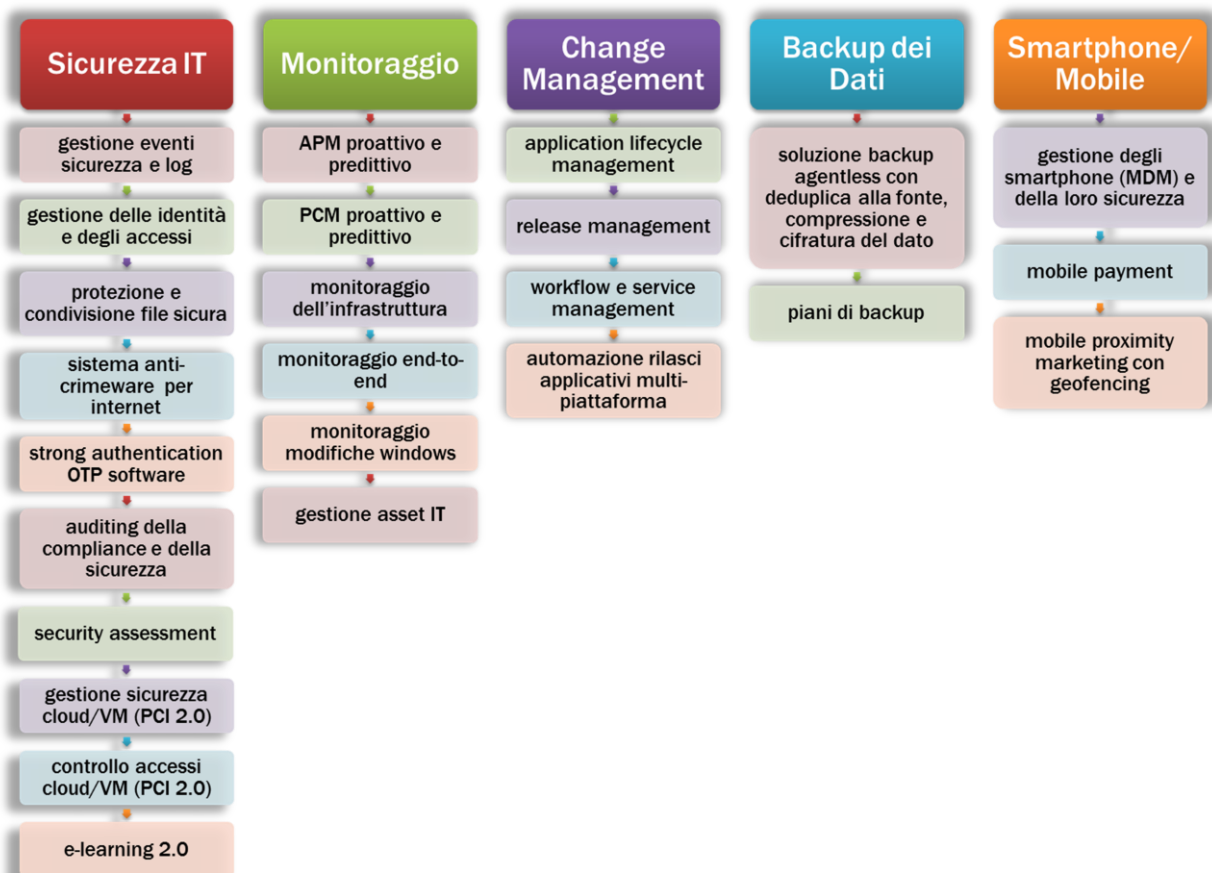 Sicurezza IT
gestione eventi
sicurezza e log
gestione delle identità
e degli accessi
protezione e
condivisione file sicura
sistema anti-
crimeware per
internet
strong authentication
OTP software
auditing della
compliance e della
sicurezza
security assessment
gestione sicurezza
cloud/VM (PCI 2.0)
controllo accessi
cloud/VM (PCI 2.0)
e-learning 2.0
Monitoraggio
APM proattivo e
predittivo
PCM proattivo e
predittivo
monitoraggio
dell'infrastruttura
monitoraggio end-to-
end
monitoraggio
modifiche windows
gestione asset IT
Change
Management
application lifecycle
management
release management
workflow e service
management
automazione rilasci
applicativi multi-
piattaforma
Backup dei
Dati
soluzione backup
agentless con
deduplica alla fonte,
compressione e
cifratura del dato
piani di backup
Smartphone/
Mobile
gestione degli
smartphone (MDM) e
della loro sicurezza
mobile payment
mobile proximity
marketing con
geofencing